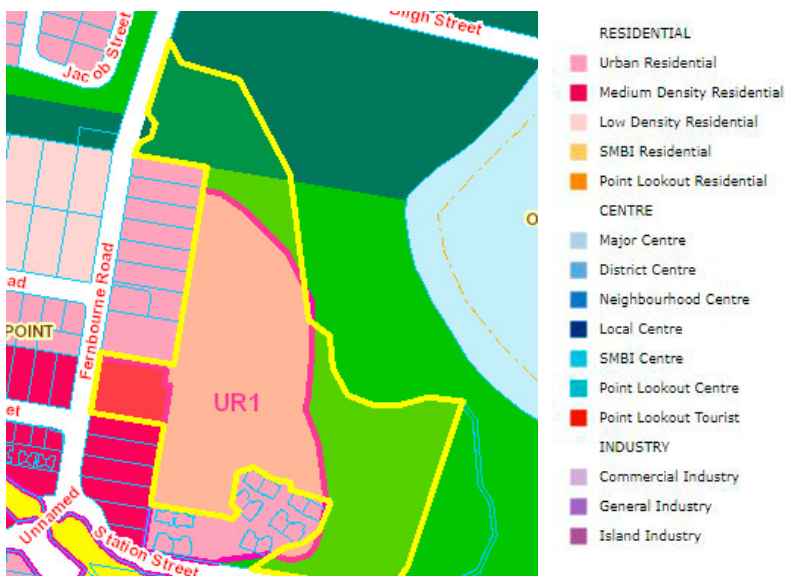 Bligh Street
Jacob Street
ad
POINT
Fernbourne Road
UR1
et
Unnamed
Station Street
O
RESIDENTIAL
Urban Residential
Medium Density Residential
Low Density Residential
SMBI Residential
Point Lookout Residential
CENTRE
Major Centre
District Centre
Neighbourhood Centre
Local Centre
SMBI Centre
Point Lookout Centre
Point Lookout Tourist
INDUSTRY
Commercial Industry
General Industry
Island Industry